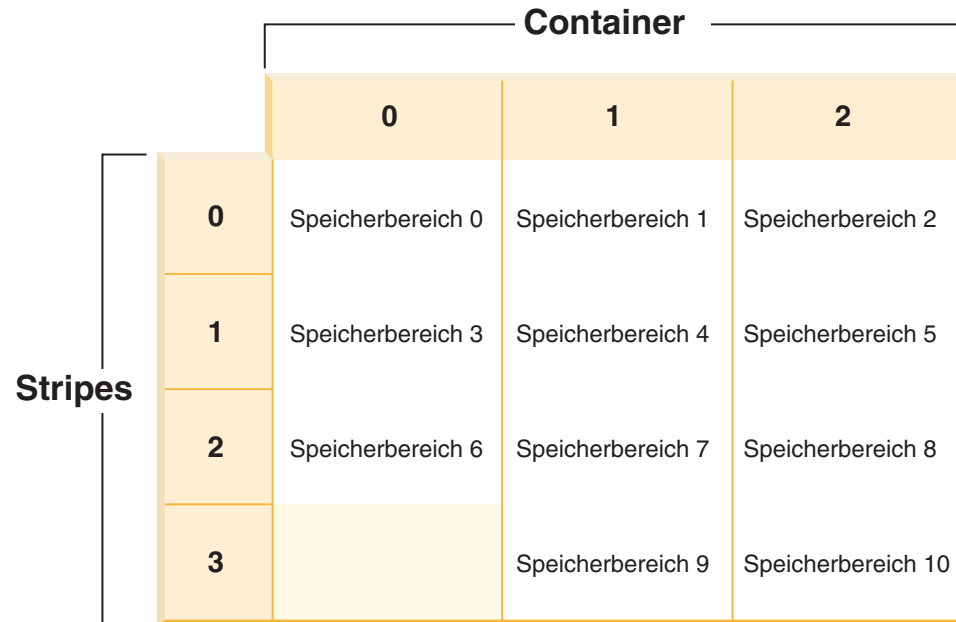 Container
0 1 2
0 Speicherbereich 0 Speicherbereich 1 Speicherbereich 2
1 Speicherbereich 3 Speicherbereich 4 Speicherbereich 5
Stripes
2 Speicherbereich 6 Speicherbereich 7 Speicherbereich 8
3 Speicherbereich 9 Speicherbereich 10